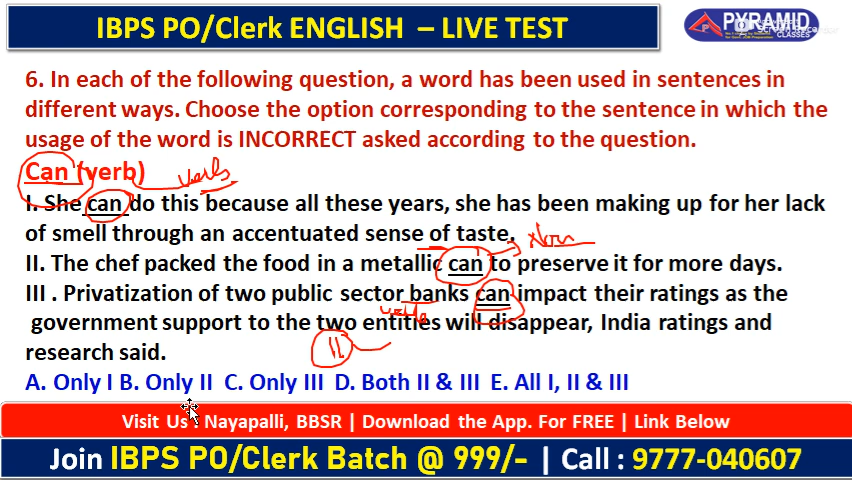 IBPS PO/Clerk ENGLISH – LIVE TEST
PYRAMID
CLASSES
6. In each of the following question, a word has been used in sentences in
different ways. Choose the option corresponding to the sentence in which the
usage of the word is INCORRECT asked according to the question.
Can (verb)
verbs
I. She can do this because all these years, she has been making up for her lack
of smell through an accentuated sense of taste.
Noun
II. The chef packed the food in a metallic can to preserve it for more days.
III . Privatization of two public sector banks can impact their ratings as the
government support to the two entities will disappear, India ratings and
research said.
II
A. Only I B. Only II C. Only III D. Both II & III E. All I, II & III
Visit Us : Nayapalli, BBSR | Download the App. For FREE | Link Below
Join IBPS PO/Clerk Batch @ 999/- | Call : 9777-040607